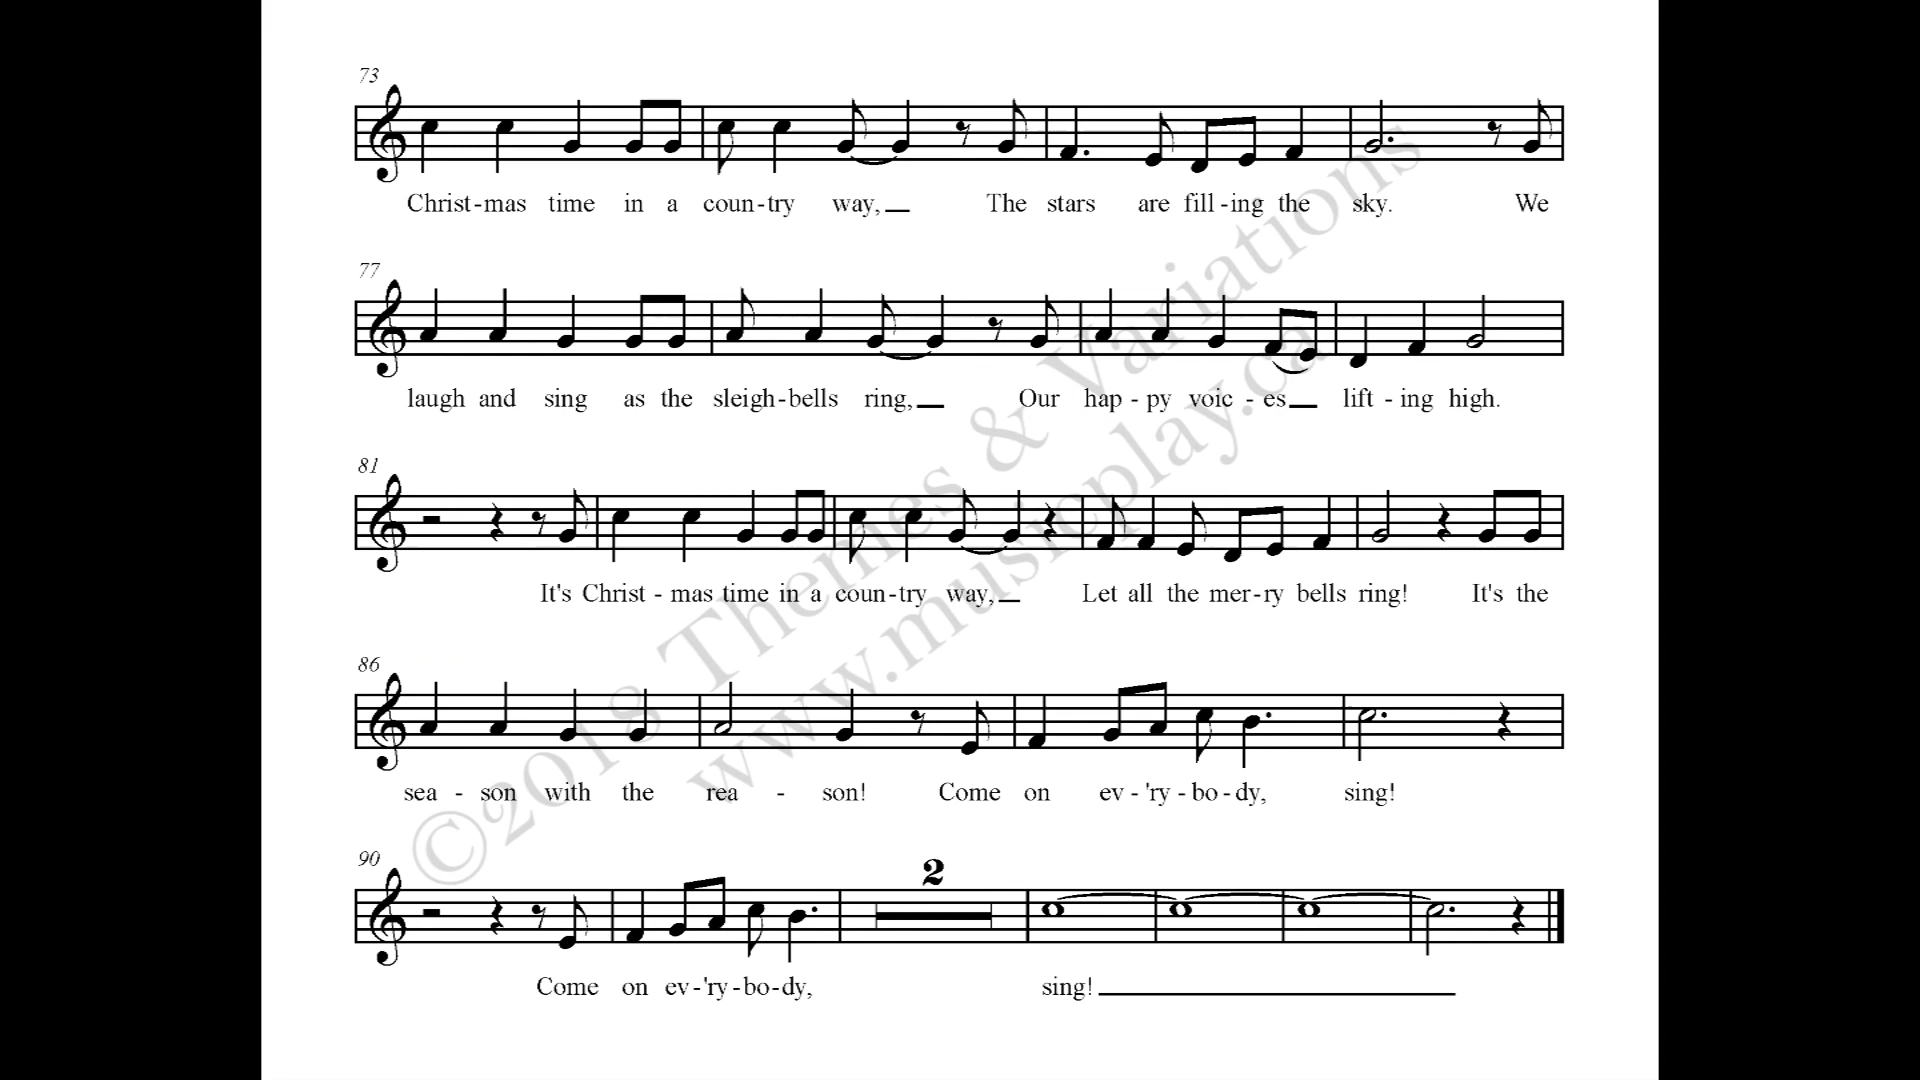 73
Christ-mas time in a coun-try way, The stars are fill-ing the sky. We
77
laugh and sing as the sleigh-bells ring, Our hap-py voic-es lift-ing high.
81
It's Christ-mas time in a coun-try way, Let all the mer-ry bells ring! It's the
86
sea-son with the rea-son! Come on ev-'ry-bo-dy, sing!
90
2
Come on ev-'ry-bo-dy, sing!
©2018 Themes & Variations
www.musicplay.ca